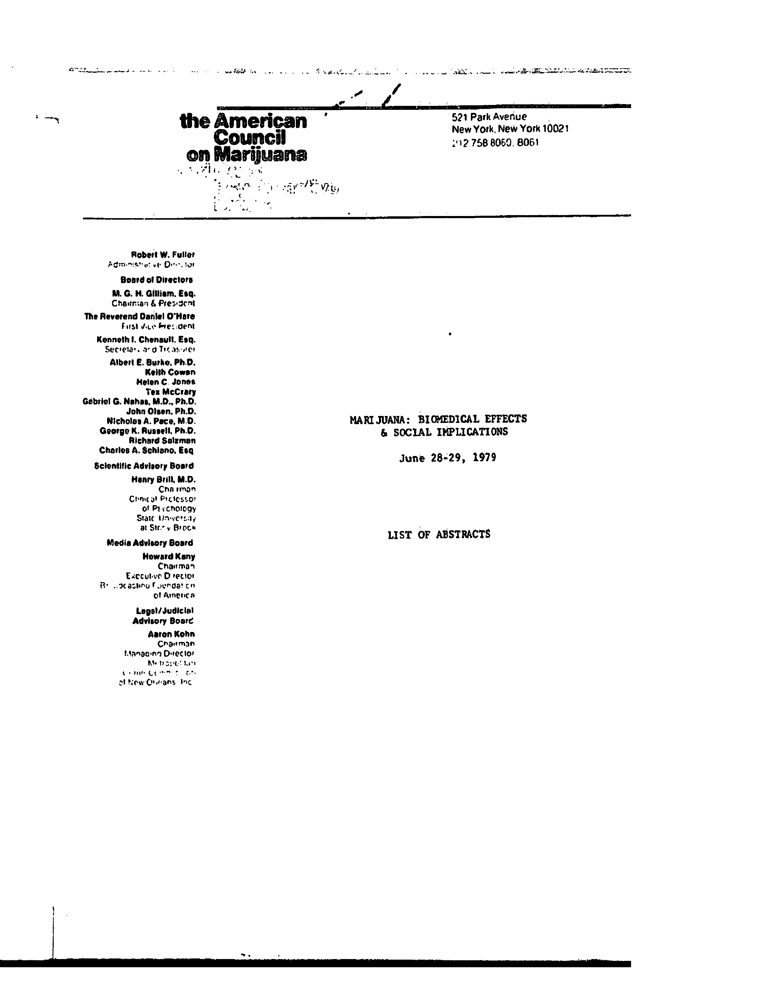 the American
Council
on Marijuana
521 Park Avenue
New York, New York 10021
212 758 8060. 8061
Robert W. Fuller
Administrative Director
Board of Directors
M. G. H. Gilliam, Esq.
Chairman & President
The Reverend Daniel O'Hare
First Vice President
Kenneth I. Chenault, Esq.
Secretary and Treasurer
Albert E. Burke, Ph.D.
Keith Cowan
Helen C. Jones
Tex McCrary
Gabriel G. Nahas, M.D., Ph.D.
John Olsen, Ph.D.
Nicholas A. Pace, M.D.
George K. Russell, Ph.D.
Richard Salzman
Charles A. Schiano, Esq
Scientific Advisory Board
Henry Brill, M.D.
Chairman
Clinical Professor
of Psychology
State University
at Stony Brook
Media Advisory Board
Howard Kany
Chairman
Executive Director
Broadcasting Foundation
of America
Legal/Judicial
Advisory Board
Aaron Kohn
Chairman
Managing Director
Metropolitan
of New Orleans, Inc.
MARIJUANA: BIOMEDICAL EFFECTS
& SOCIAL IMPLICATIONS
June 28-29, 1979
LIST OF ABSTRACTS